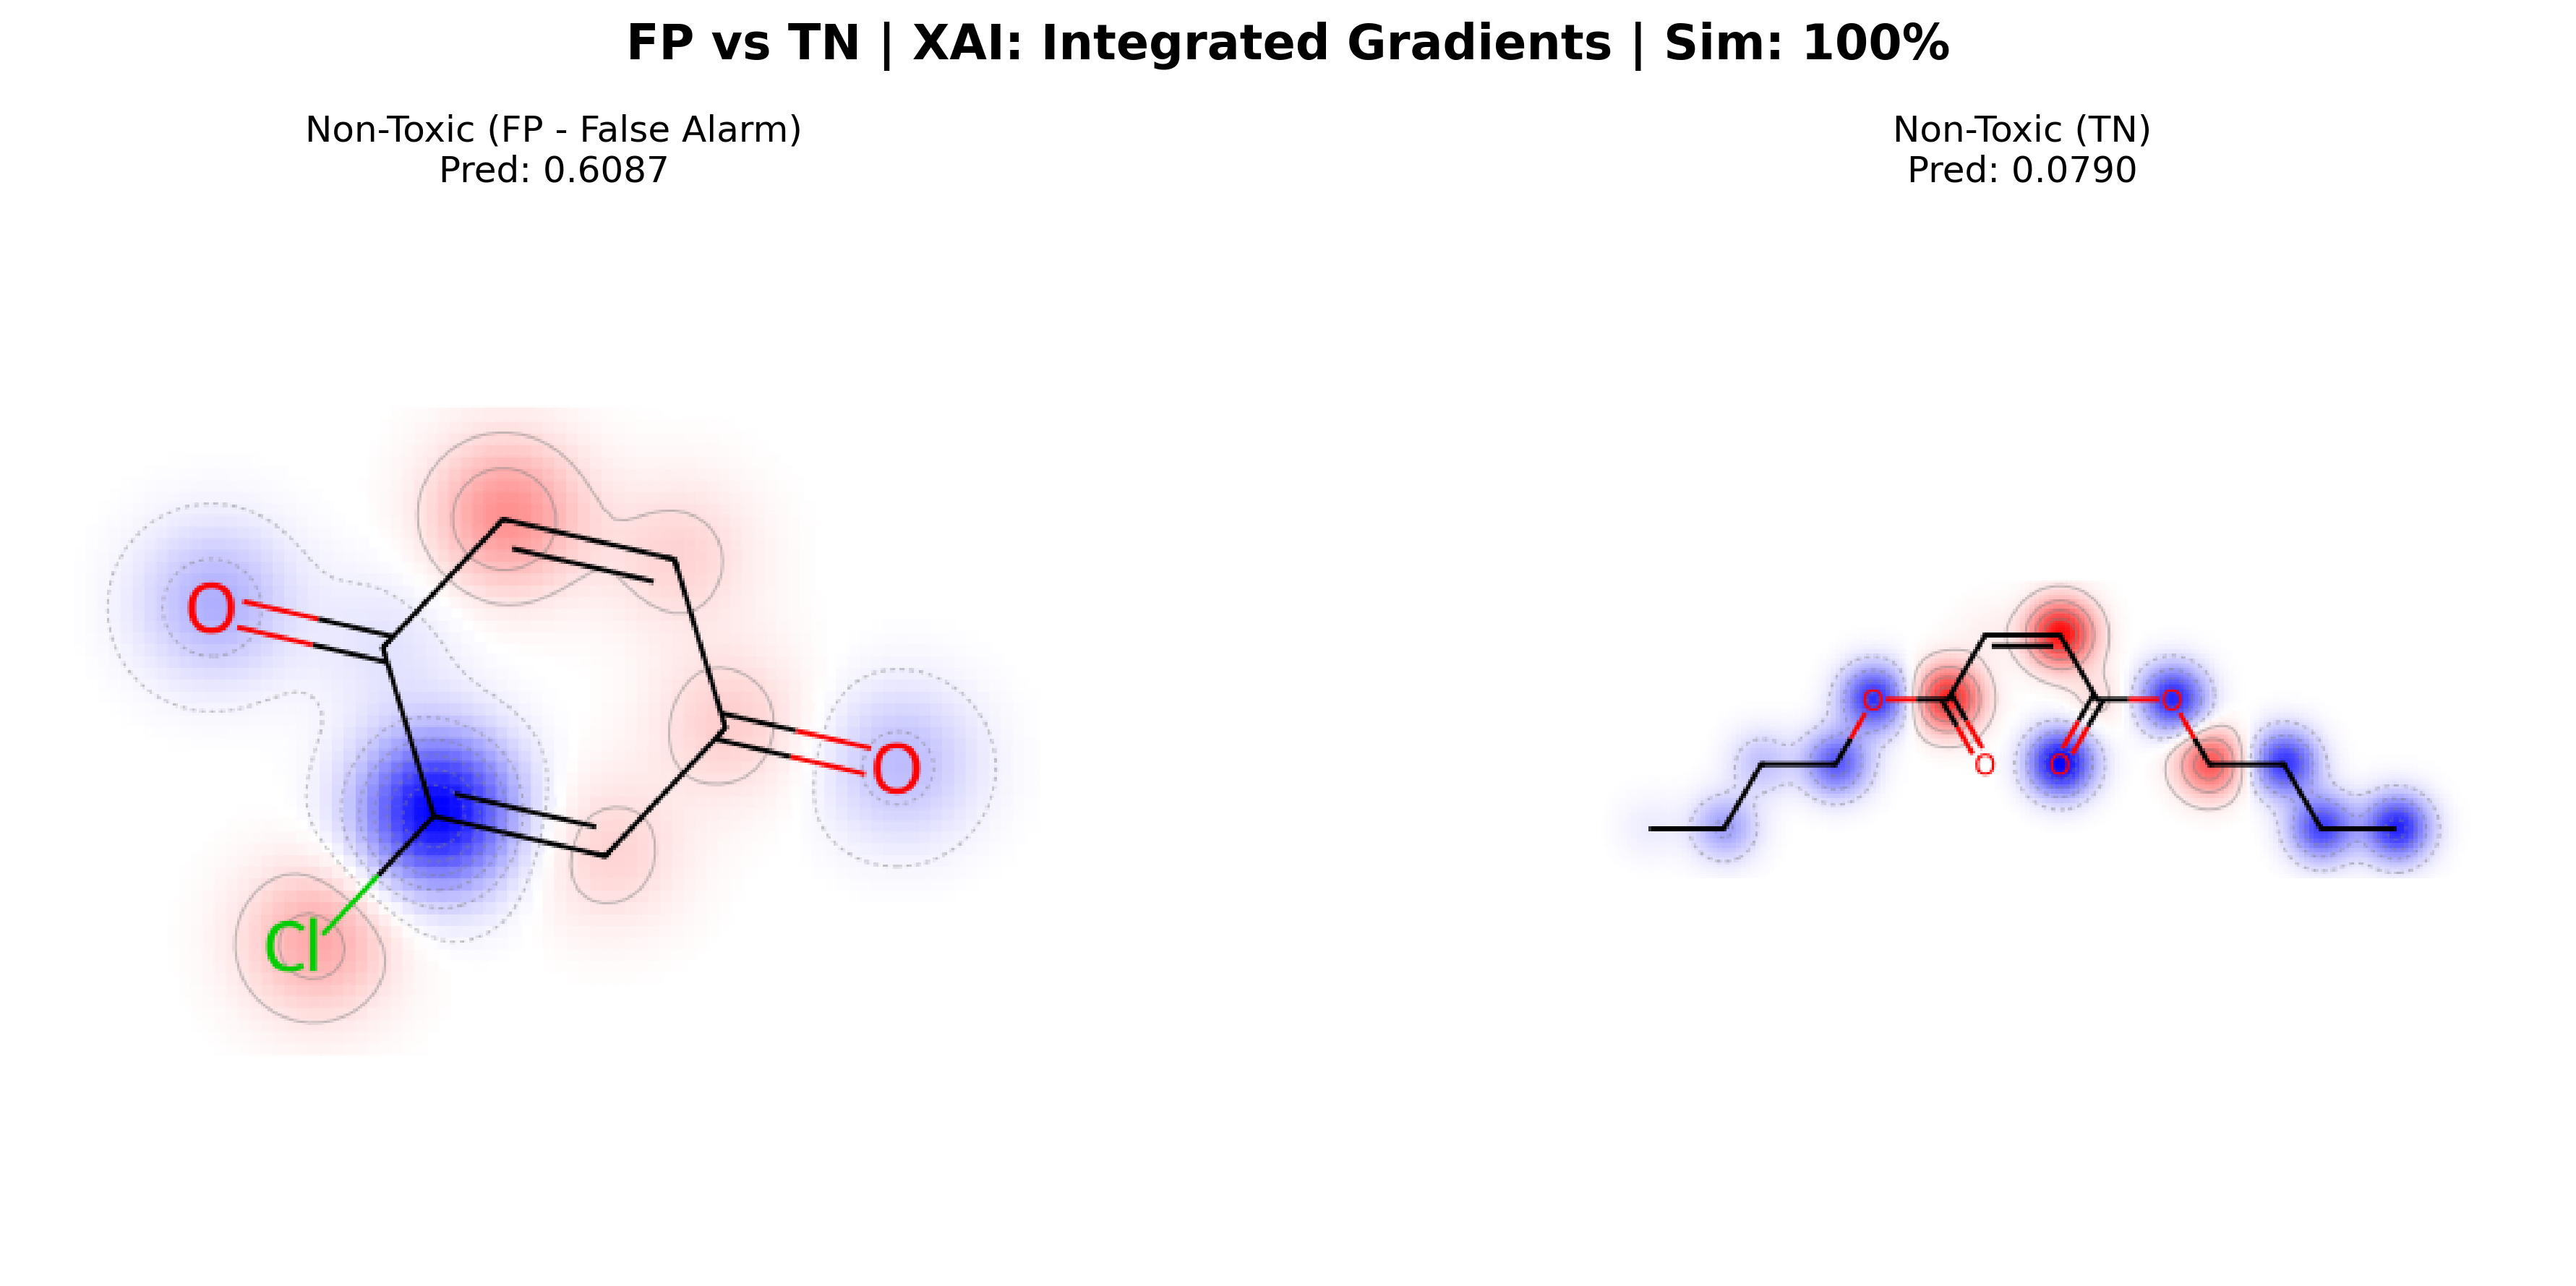 FP vs TN | XAI: Integrated Gradients | Sim: 100%
Non-Toxic (FP - False Alarm)
Pred: 0.6087
Non-Toxic (TN)
Pred: 0.0790
O
O
Cl
O
O
O
O